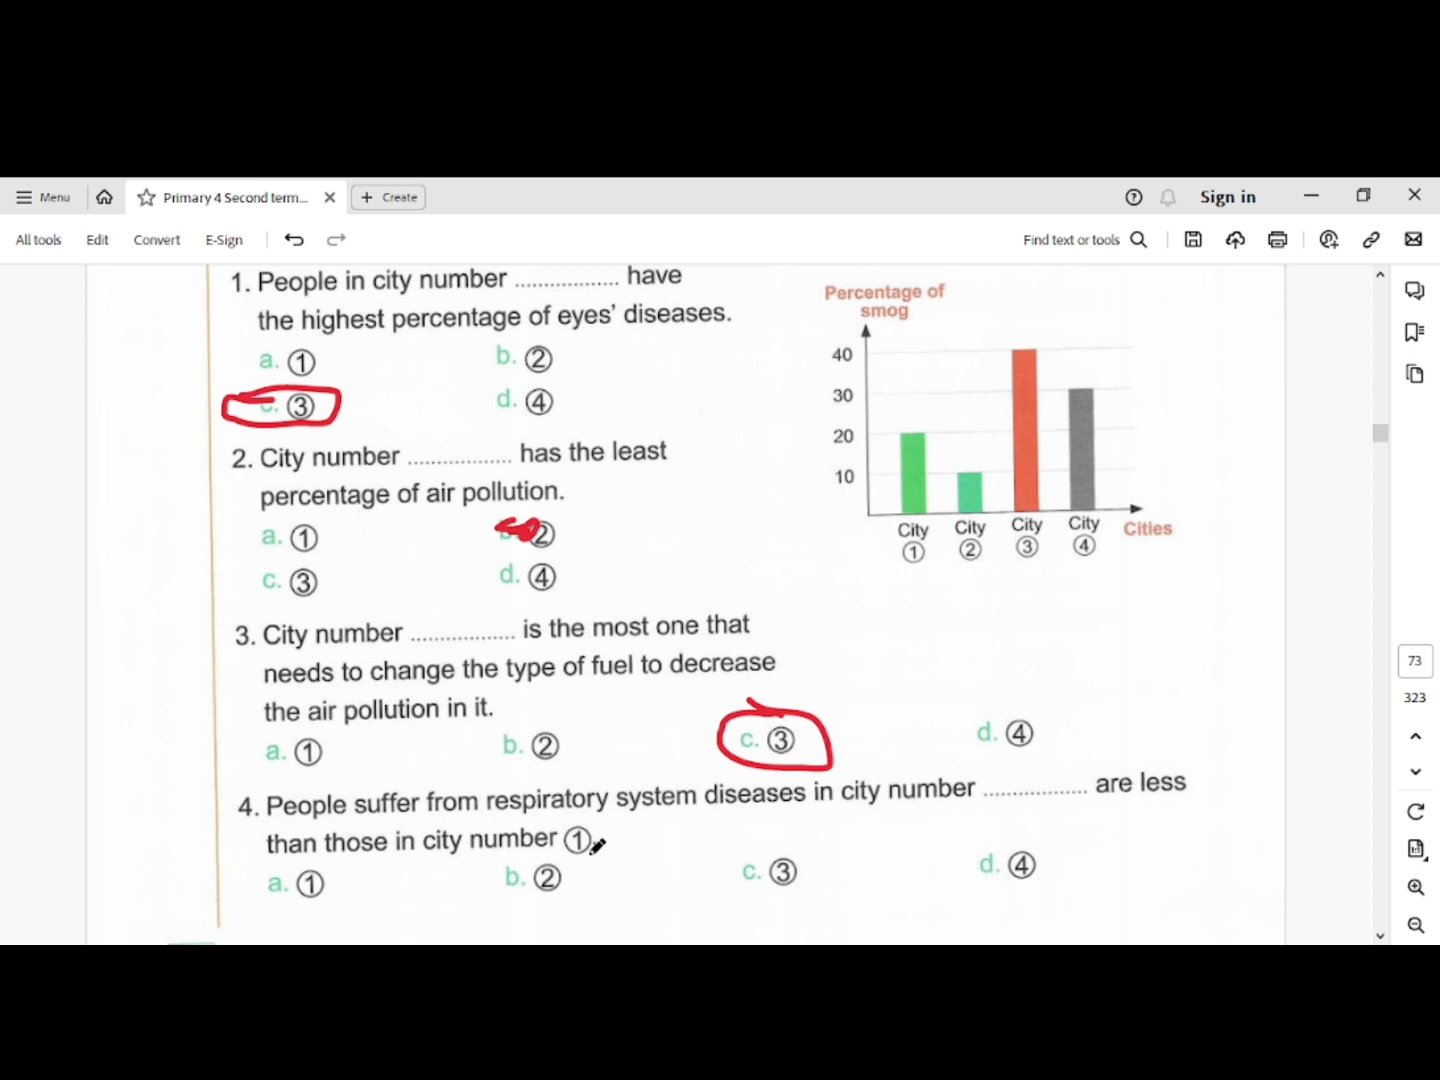 Menu
Primary 4 Second term...
Create
Sign in
All tools
Edit
Convert
E-Sign
Find text or tools
1. People in city number .................. have
the highest percentage of eyes' diseases.
a. ①
b. ②
c. ③
d. ④
2. City number .................. has the least
percentage of air pollution.
a. ①
b. ②
c. ③
d. ④
3. City number .................. is the most one that
needs to change the type of fuel to decrease
the air pollution in it.
a. ①
b. ②
c. ③
d. ④
4. People suffer from respiratory system diseases in city number .................. are less
than those in city number ①.
a. ①
b. ②
c. ③
d. ④
Percentage of
smog
40
30
20
10
City ①
City ②
City ③
City ④
Cities
73
323